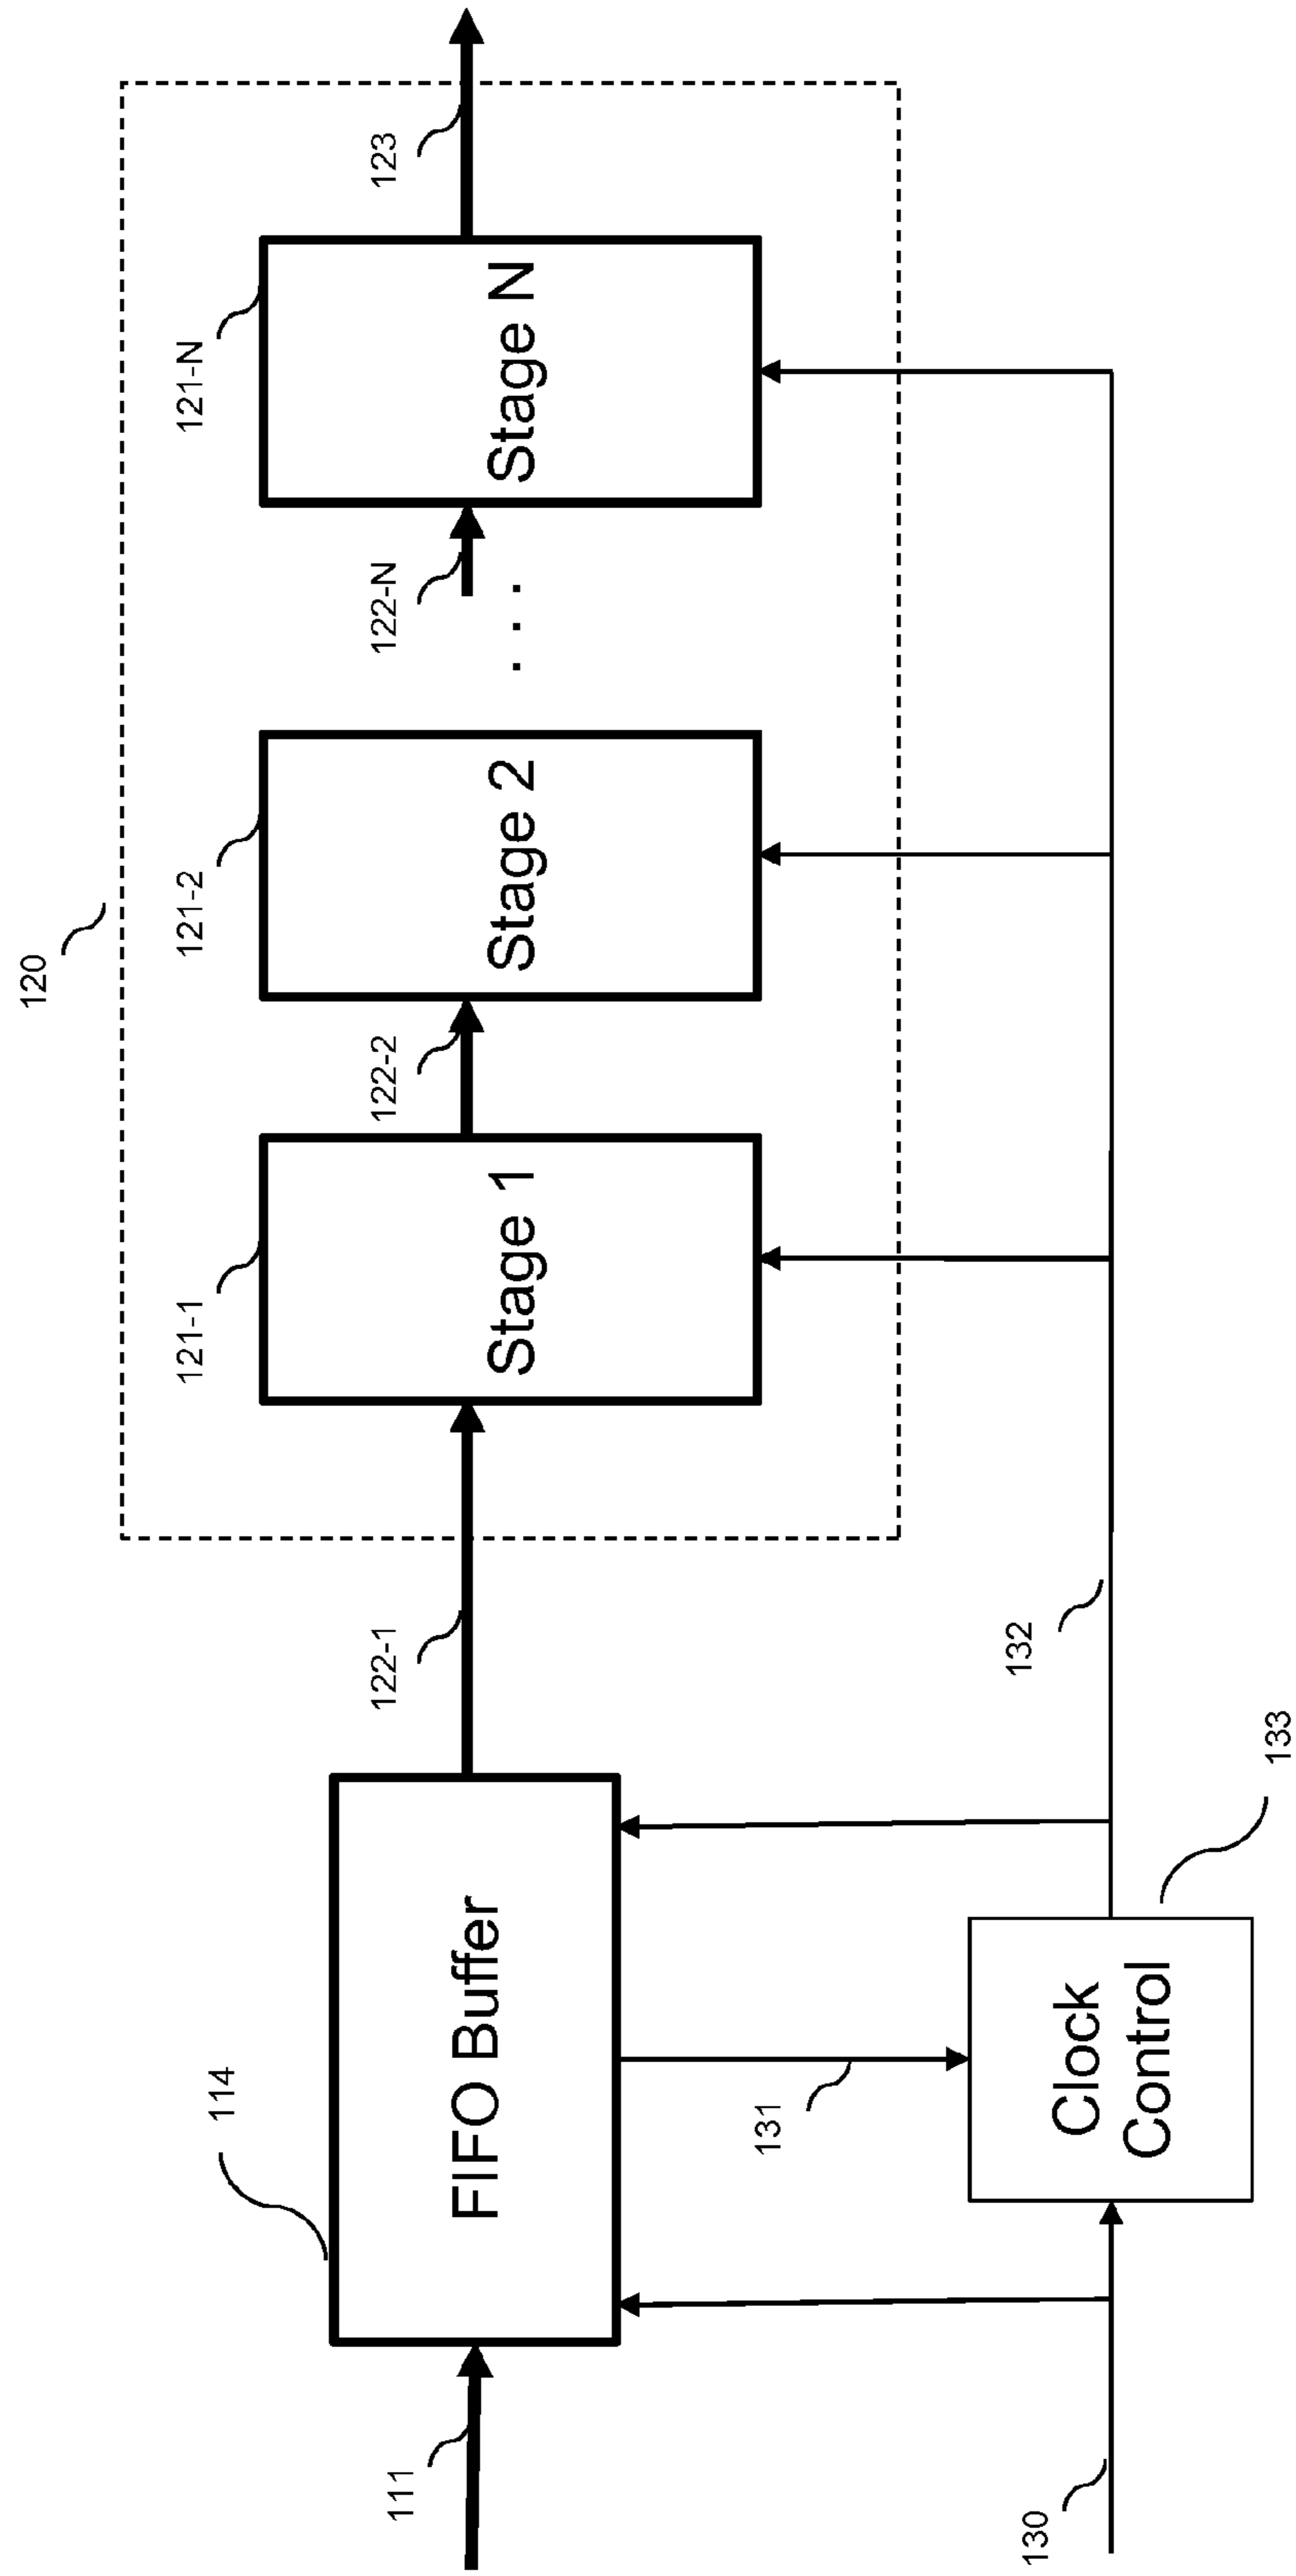 120
121-1
121-2
121-N
114
111
122-1
122-2
122-N
123
FIFO Buffer
Stage 1
Stage 2
. . .
Stage N
131
132
130
Clock
Control
133